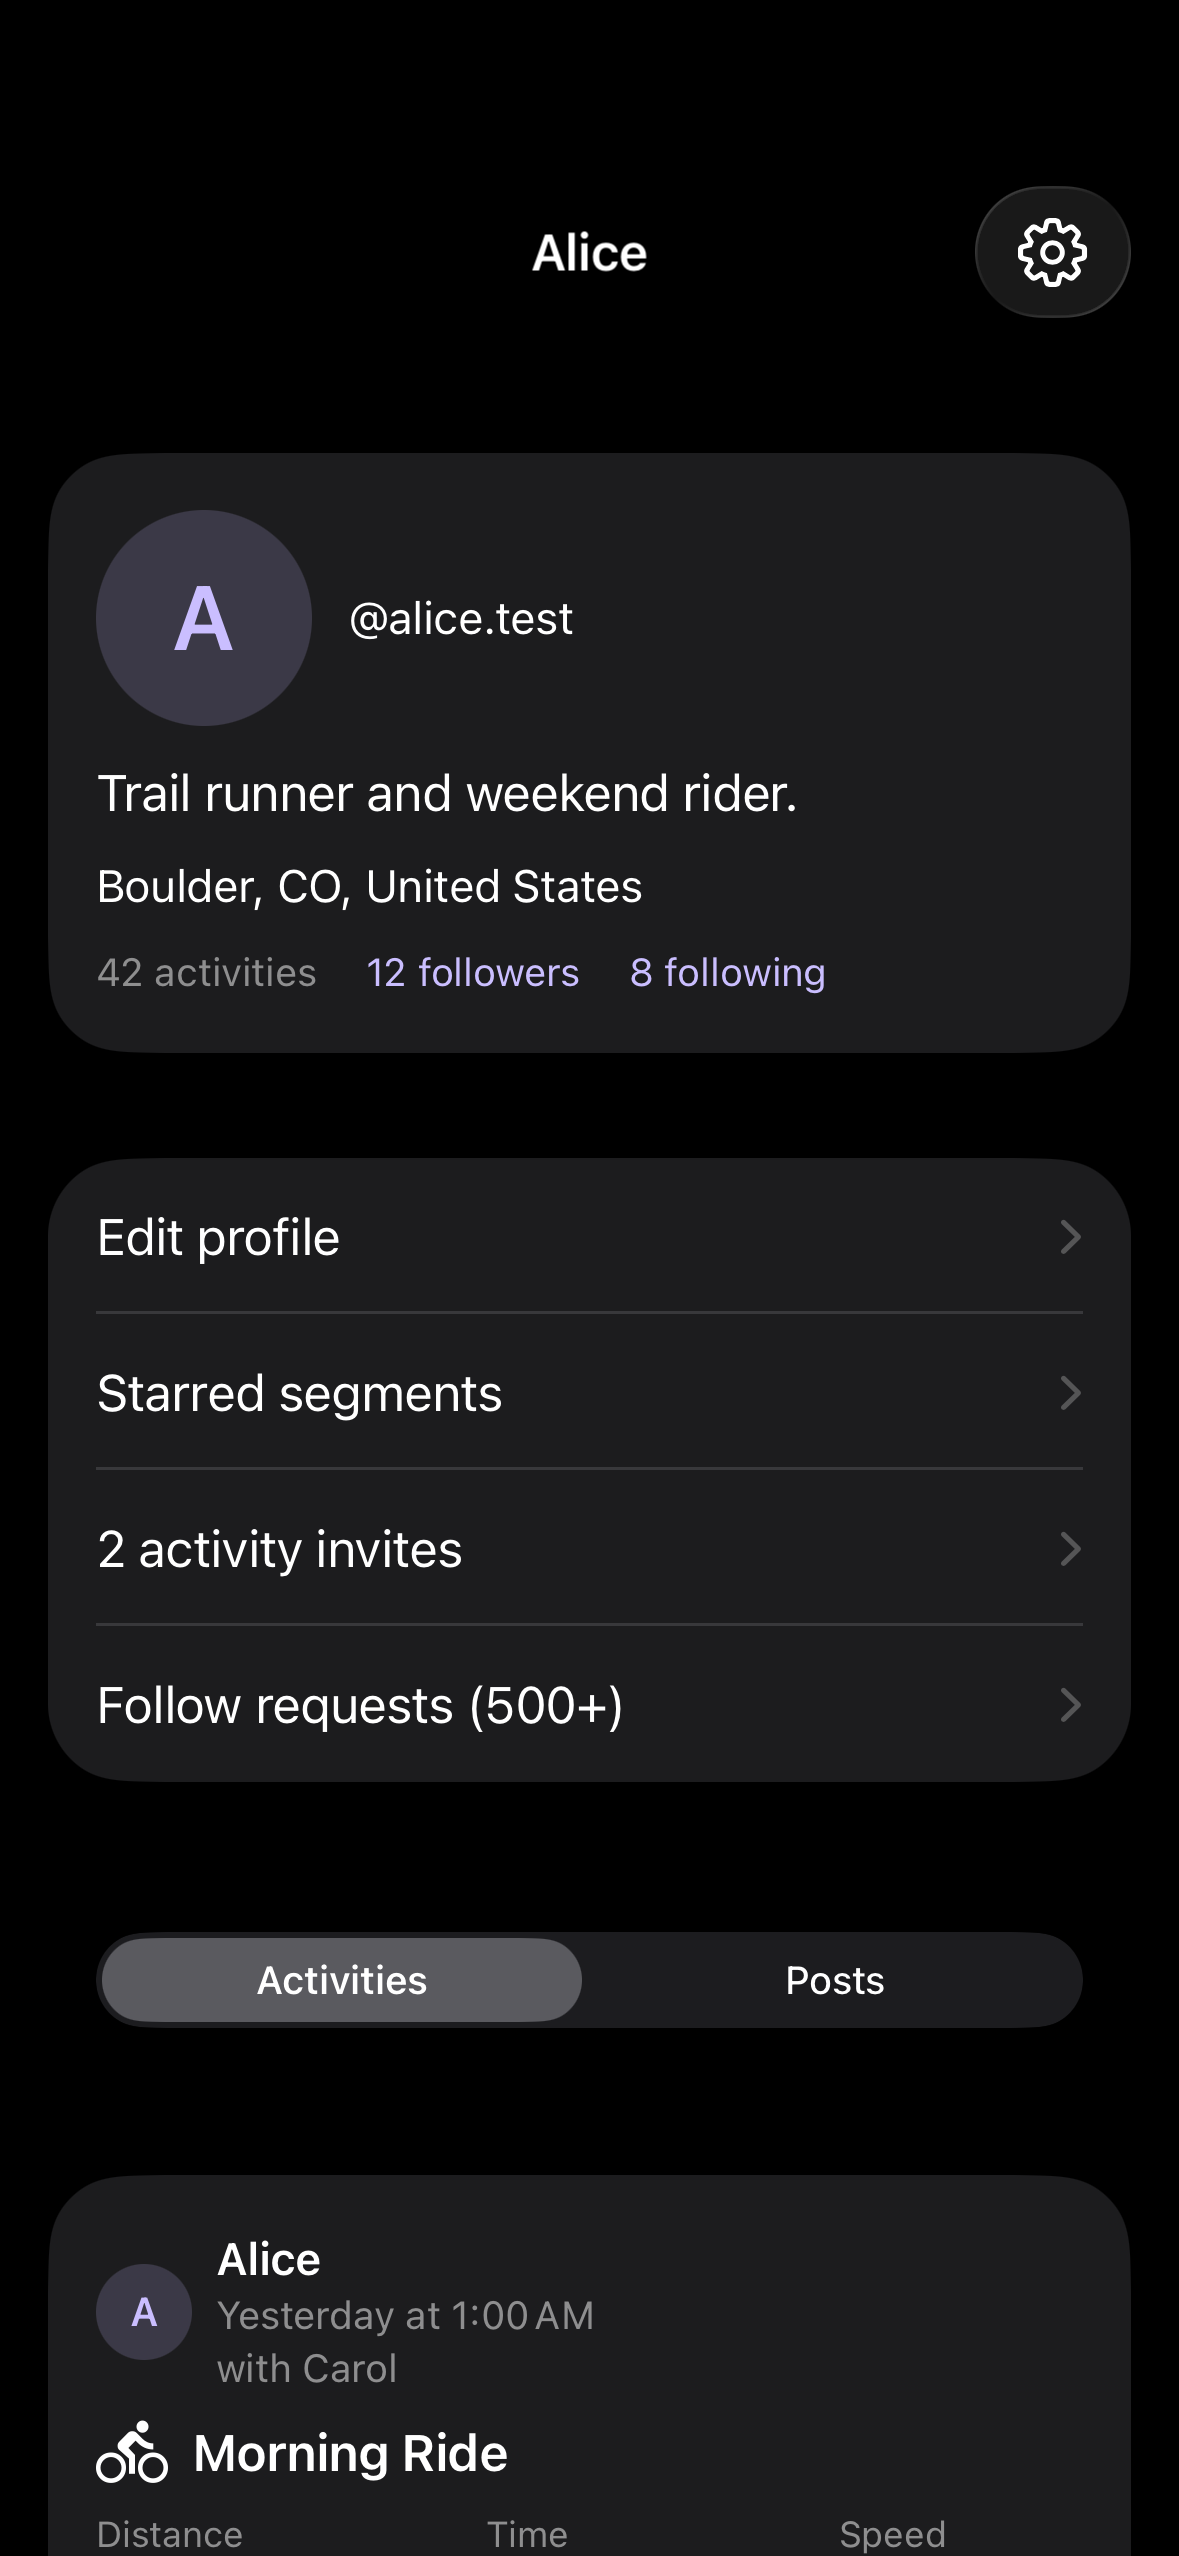 Alice
A
@alice.test
Trail runner and weekend rider.
Boulder, CO, United States
42 activities 12 followers 8 following
Edit profile
Starred segments
2 activity invites
Follow requests (500+)
Activities Posts
Alice
A
Yesterday at 1:00 AM
with Carol
Morning Ride
Distance Time Speed